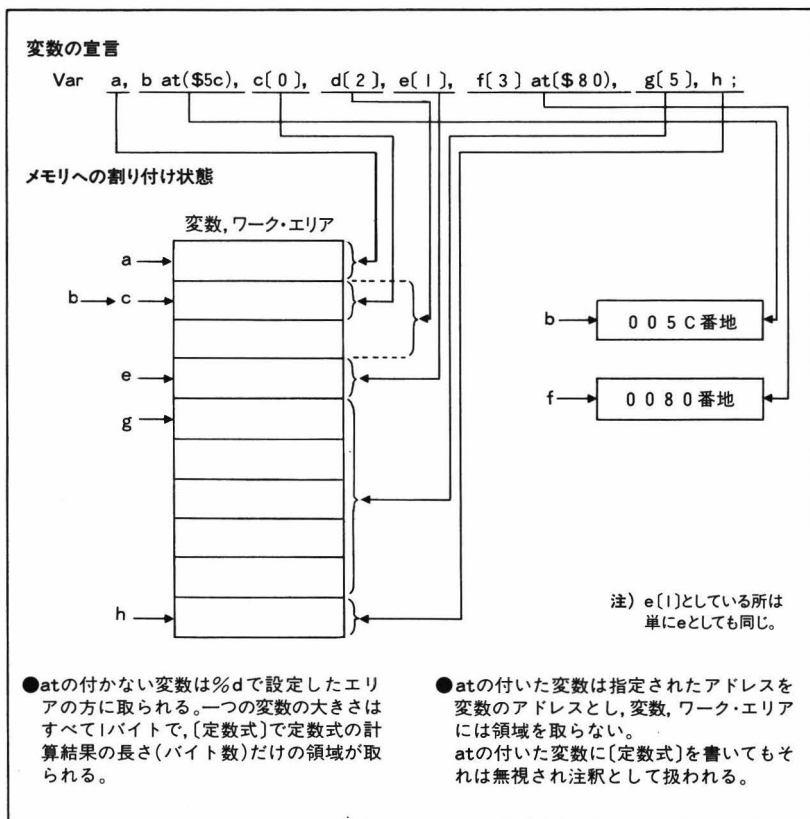 変数の宣言
Var a, b at($5c), c〔0〕, d〔2〕, e〔1〕, f〔3〕at($80), g〔5〕, h ;
メモリへの割り付け状態
変数,ワーク・エリア
a
b c
e
g
h
b 005C番地
f 0080番地
注) e〔1〕としている所は
単にeとしても同じ。
●atの付かない変数は%dで設定したエリ
アの方に取られる。一つの変数の大きさは
すべて1バイトで,〔定数式〕で定数式の計
算結果の長さ(バイト数)だけの領域が取
られる。
●atの付いた変数は指定されたアドレスを
変数のアドレスとし,変数,ワーク・エリア
には領域を取らない。
atの付いた変数に〔定数式〕を書いてもそ
れは無視され注釈として扱われる。